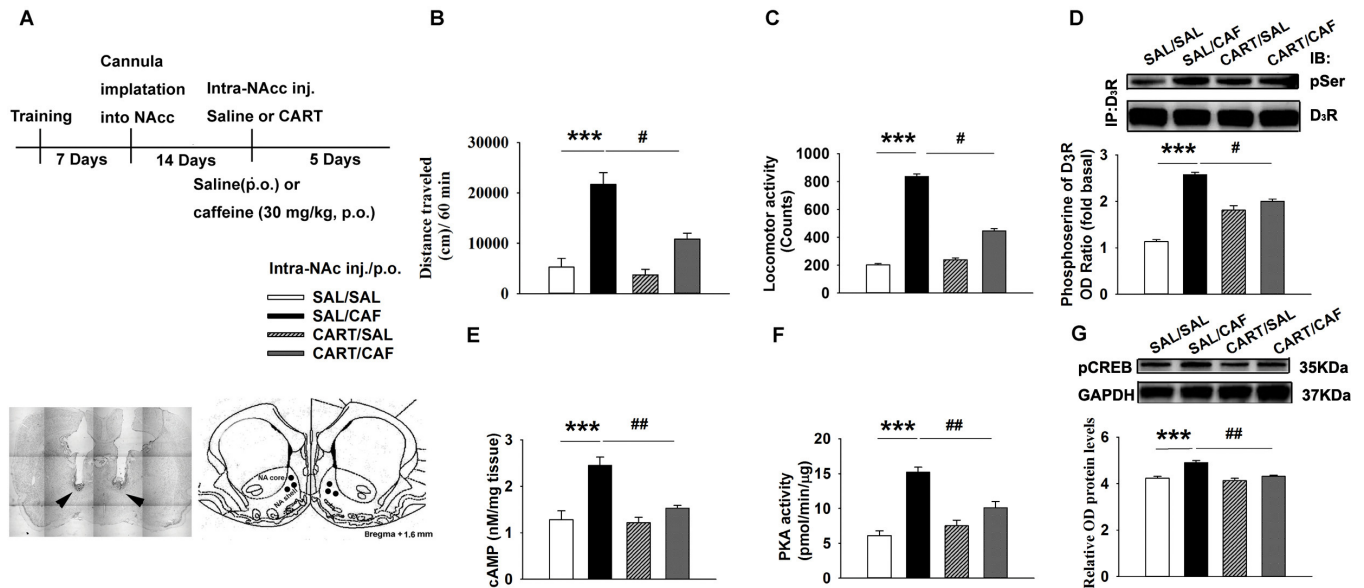 A
Cannula
implatation
into NAcc
Intra-NAcc inj.
Saline or CART
Training
7 Days
14 Days
5 Days
Saline(p.o.) or
caffeine (30 mg/kg, p.o.)
Intra-NAc inj./p.o.
SAL/SAL
SAL/CAF
CART/SAL
CART/CAF
NA core
NA shell
Bregma + 1.6 mm
B
Distance traveled
(cm)/ 60 min
30000
20000
10000
0
***
#
C
Locomotor activity
(Counts)
1000
800
600
400
200
0
***
#
D
SAL/SAL
SAL/CAF
CART/SAL
CART/CAF
IB:
IP:D₃R
pSer
D₃R
Phosphoserine of D₃R
OD Ratio (fold basal)
3
2
1
0
***
#
E
cAMP (nM/mg tissue)
3
2
1
0
***
##
F
PKA activity
(pmol/min/μg)
20
15
10
5
0
***
##
G
SAL/SAL
SAL/CAF
CART/SAL
CART/CAF
pCREB
35KDa
GAPDH
37KDa
Relative OD protein levels
6
4
2
0
***
##